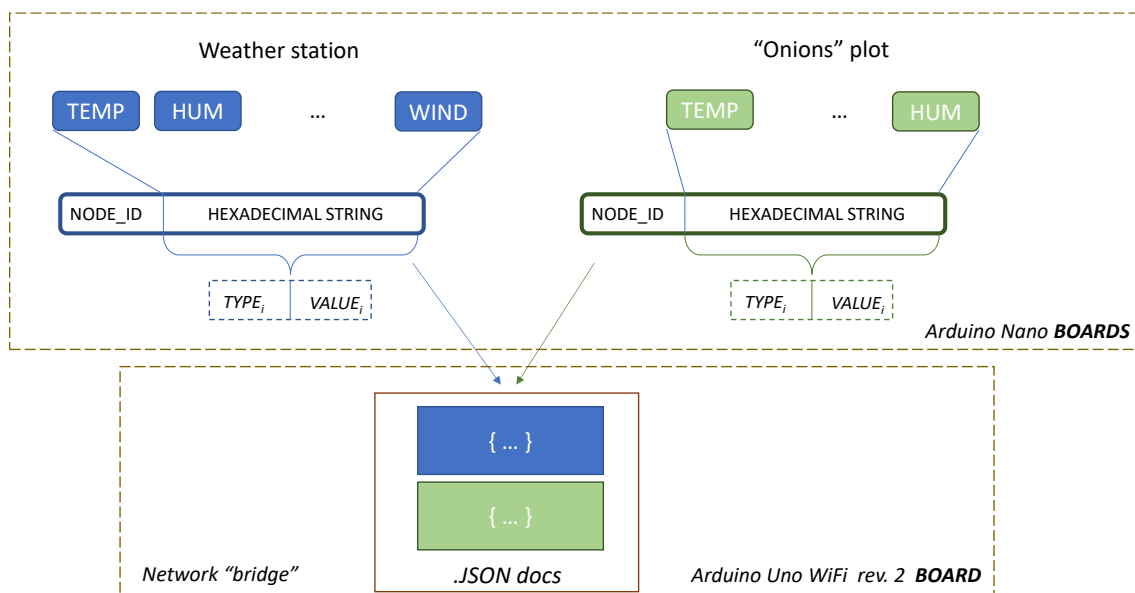 Weather station
“Onions” plot
TEMP
HUM
...
WIND
TEMP
...
HUM
NODE_ID
HEXADECIMAL STRING
NODE_ID
HEXADECIMAL STRING
TYPEi
VALUEi
TYPEi
VALUEi
Arduino Nano BOARDS
{ ... }
{ ... }
Network “bridge”
.JSON docs
Arduino Uno WiFi rev. 2 BOARD